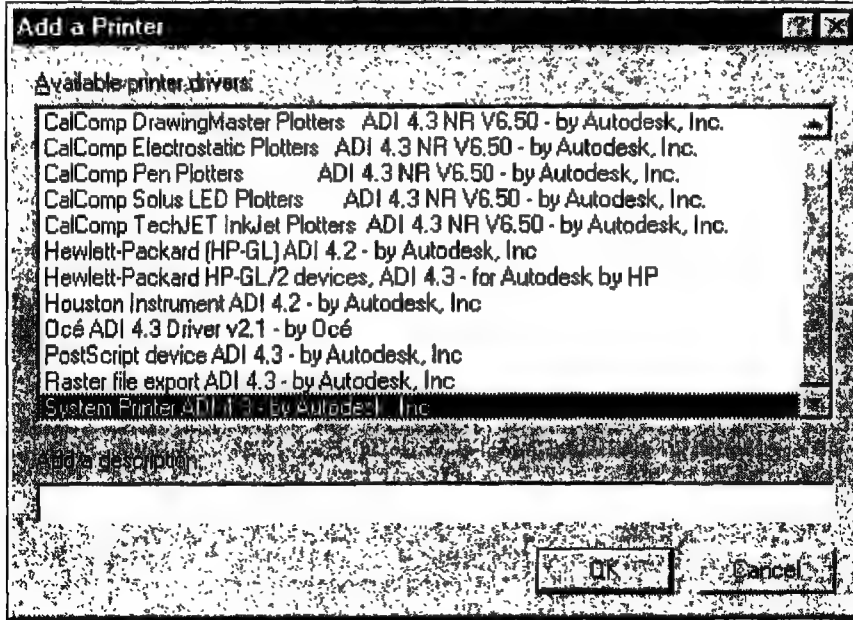 Add a Printer
Available printer drivers:
CalComp DrawingMaster Plotters ADI 4.3 NR V6.50 - by Autodesk, Inc.
CalComp Electrostatic Plotters ADI 4.3 NR V6.50 - by Autodesk, Inc.
CalComp Pen Plotters ADI 4.3 NR V6.50 - by Autodesk, Inc.
CalComp Solus LED Plotters ADI 4.3 NR V6.50 - by Autodesk, Inc.
CalComp TechJET InkJet Plotters ADI 4.3 NR V6.50 - by Autodesk, Inc.
Hewlett-Packard (HP-GL) ADI 4.2 - by Autodesk, Inc
Hewlett-Packard HP-GL/2 devices, ADI 4.3 - for Autodesk by HP
Houston Instrument ADI 4.2 - by Autodesk, Inc
Océ ADI 4.3 Driver v2.1 - by Océ
PostScript device ADI 4.3 - by Autodesk, Inc
Raster file export ADI 4.3 - by Autodesk, Inc
System Printer ADI 4.3 - by Autodesk, Inc
Add a description:
OK Cancel